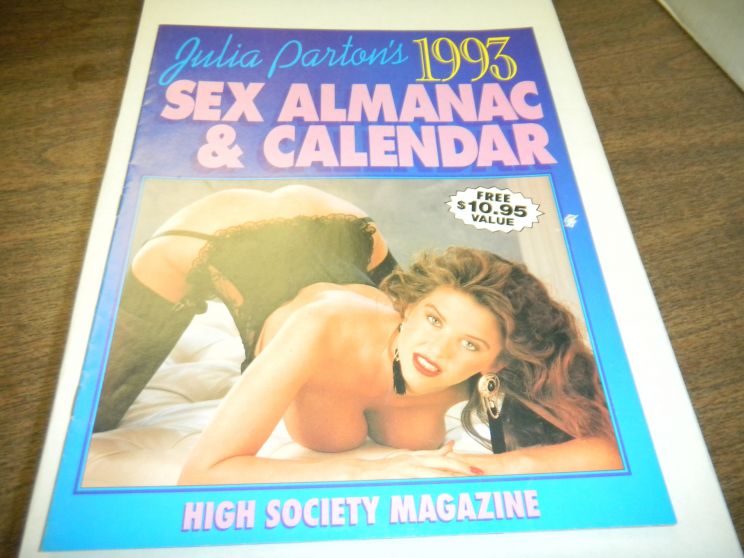 Julia Parton's 1993
SEX ALMANAC
& CALENDAR
FREE
$10.95
VALUE
HIGH SOCIETY MAGAZINE